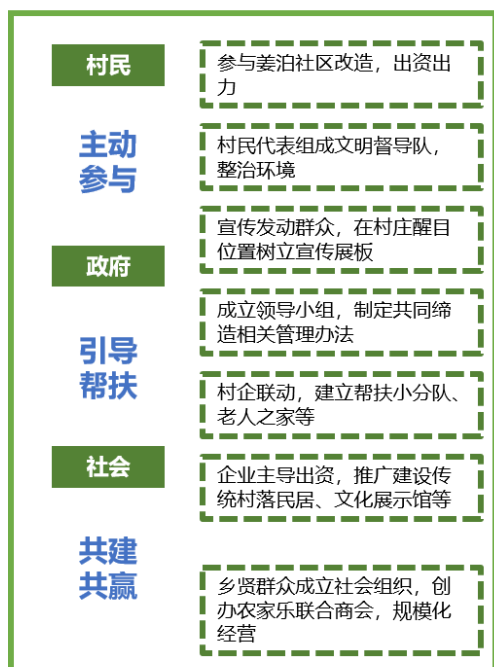 村民
主动
参与
政府
引导
帮扶
社会
共建
共赢
参与姜泊社区改造，出资出
力
村民代表组成文明督导队，
整治环境
宣传发动群众，在村庄醒目
位置树立宣传展板
成立领导小组，制定共同缔
造相关管理办法
村企联动，建立帮扶小分队、
老人之家等
企业主导出资，推广建设传
统村落民居、文化展示馆等
乡贤群众成立社会组织，创
办农家乐联合商会，规模化
经营